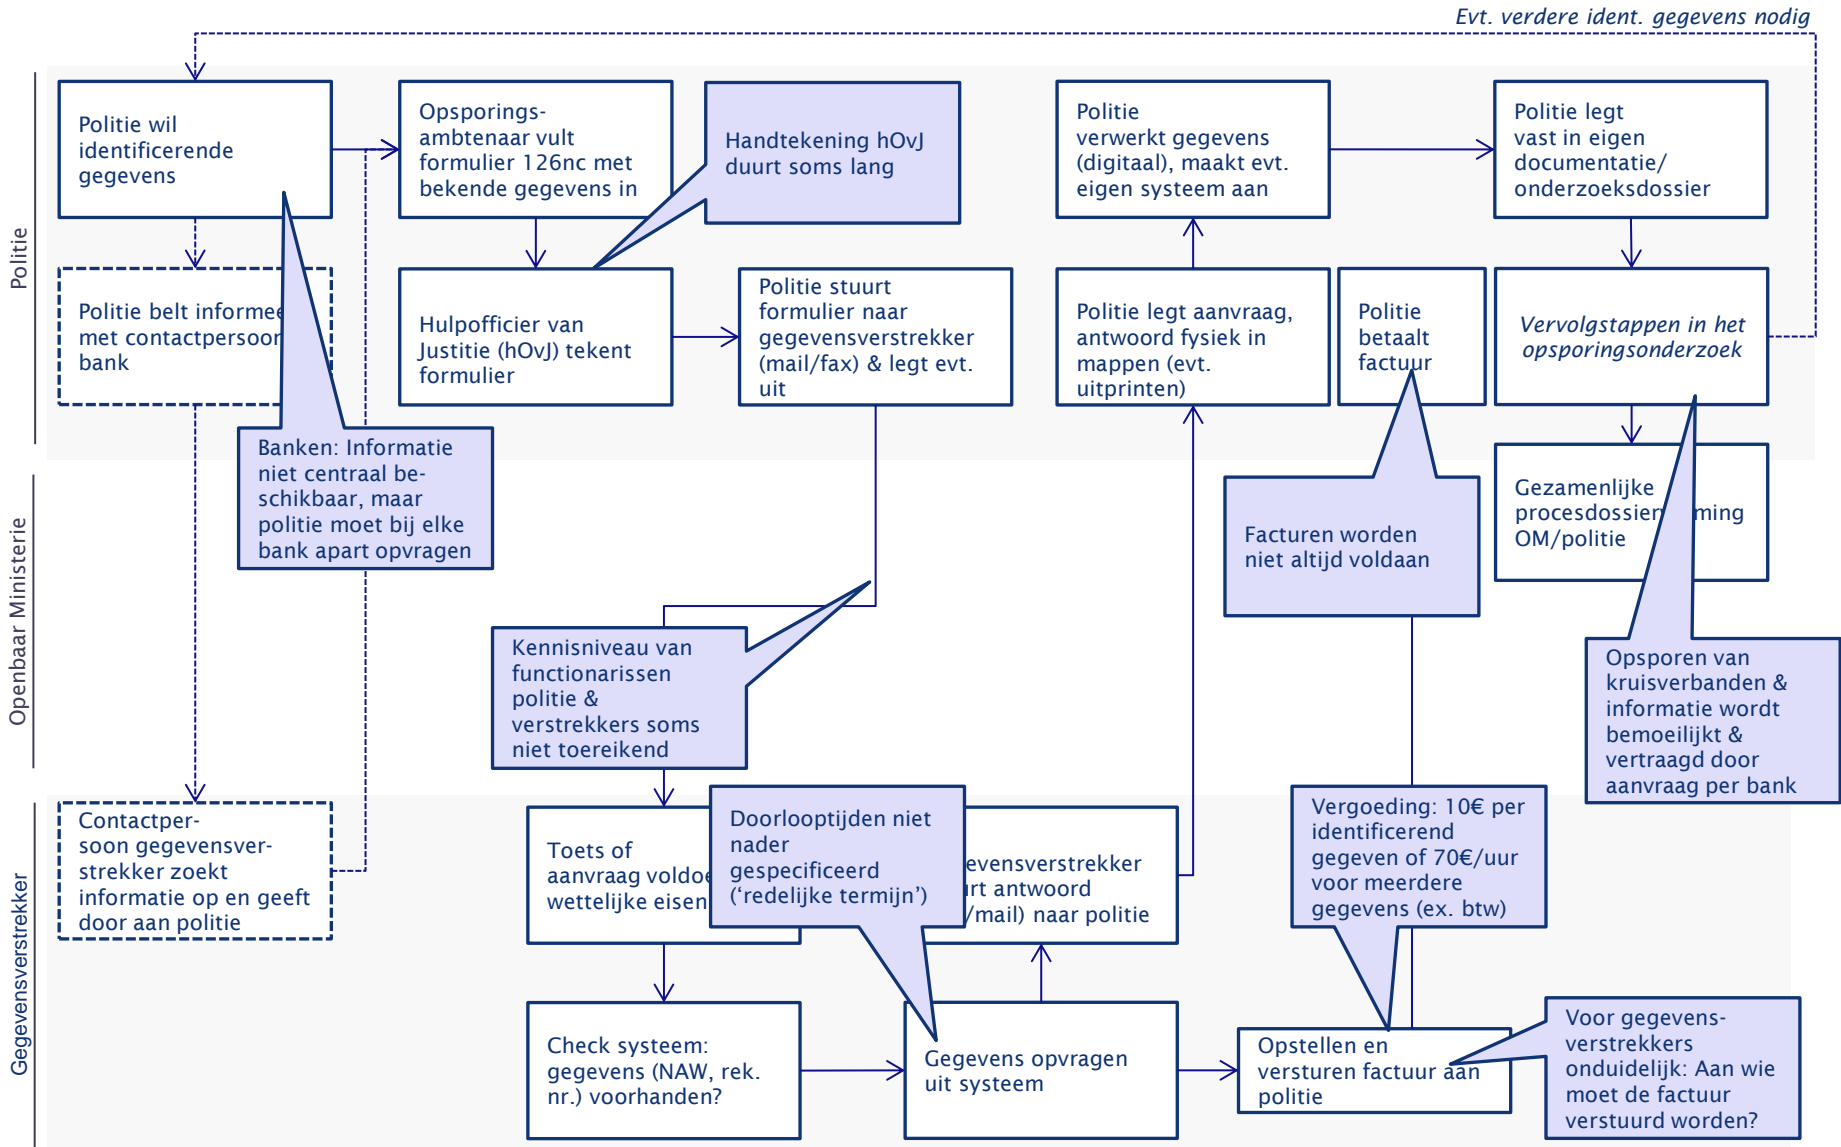 Evt. verdere ident. gegevens nodig
Politie
Politie wil
identificerende
gegevens
Opsporings-
ambtenaar vult
formulier 126nc met
bekende gegevens in
Handtekening hOvJ
duurt soms lang
Politie
verwerkt gegevens
(digitaal), maakt evt.
eigen systeem aan
Politie legt
vast in eigen
documentatie/
onderzoeksdossier
Politie belt informee
met contactpersoon
bank
Hulpofficier van
Justitie (hOvJ) tekent
formulier
Politie stuurt
formulier naar
gegevensverstrekker
(mail/fax) & legt evt.
uit
Politie legt aanvraag,
antwoord fysiek in
mappen (evt.
uitprinten)
Politie
betaalt
factuur
Vervolgstappen in het
opsporingsonderzoek
Openbaar Ministerie
Banken: Informatie
niet centraal be-
schikbaar, maar
politie moet bij elke
bank apart opvragen
Facturen worden
niet altijd voldaan
Gezamenlijke
procesdossier ming
OM/politie
Kennisniveau van
functionarissen
politie &
verstrekkers soms
niet toereikend
Opsporen van
kruisverbanden &
informatie wordt
bemoeilijkt &
vertraagd door
aanvraag per bank
Gegevensverstrekker
Contactper-
soon gegevensver-
strekker zoekt
informatie op en geeft
door aan politie
Toets of
aanvraag voldoe
wettelijke eisen
Doorlooptijden niet
nader
gespecificeerd
(‘redelijke termijn’)
evensverstrekker
urt antwoord
/mail) naar politie
Vergoeding: 10€ per
identificerend
gegeven of 70€/uur
voor meerdere
gegevens (ex. btw)
Check systeem:
gegevens (NAW, rek.
nr.) voorhanden?
Gegevens opvragen
uit systeem
Opstellen en
versturen factuur aan
politie
Voor gegevens-
verstrekkers
onduidelijk: Aan wie
moet de factuur
verstuurd worden?